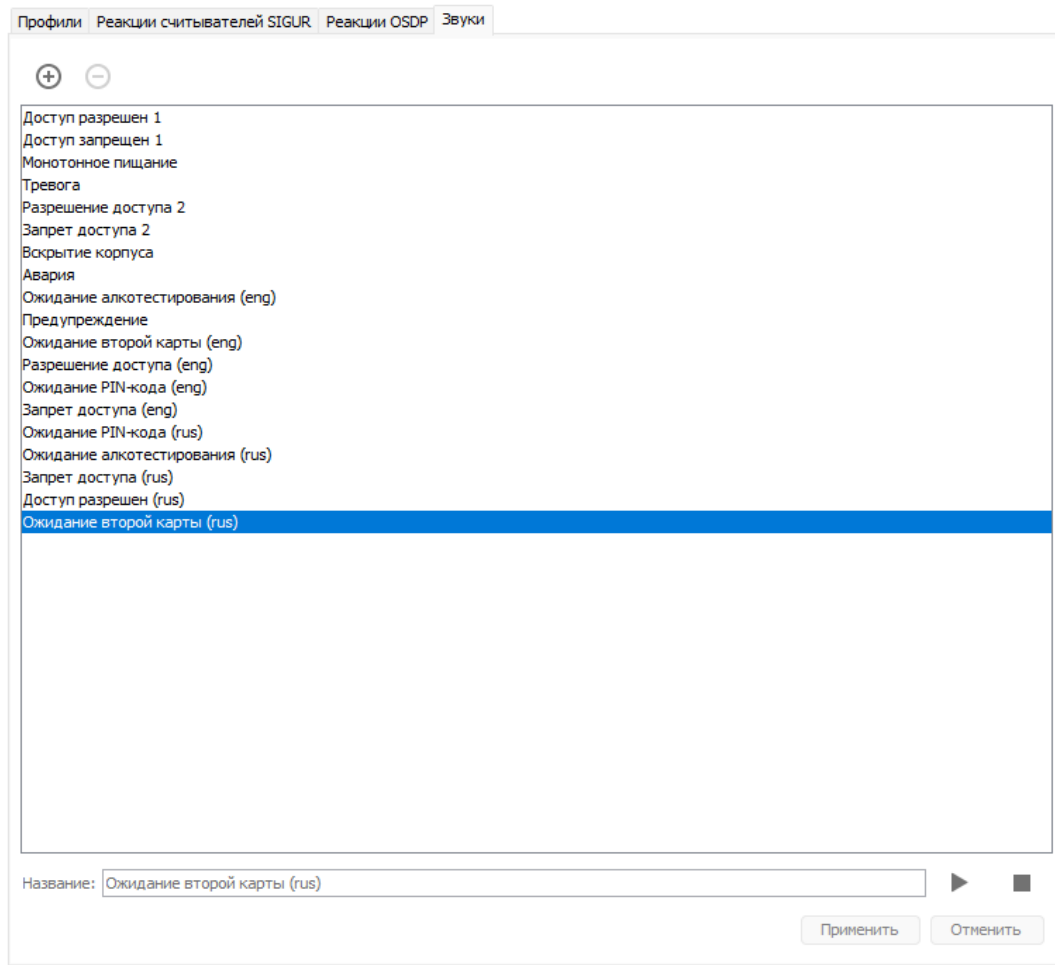 Профили Реакции считывателей SIGUR Реакции OSDP Звуки
Доступ разрешен 1
Доступ запрещен 1
Монотонное пищание
Тревога
Разрешение доступа 2
Запрет доступа 2
Вскрытие корпуса
Авария
Ожидание алкотестирования (eng)
Предупреждение
Ожидание второй карты (eng)
Разрешение доступа (eng)
Ожидание PIN-кода (eng)
Запрет доступа (eng)
Ожидание PIN-кода (rus)
Ожидание алкотестирования (rus)
Запрет доступа (rus)
Доступ разрешен (rus)
Ожидание второй карты (rus)
Название: Ожидание второй карты (rus)
Применить Отменить